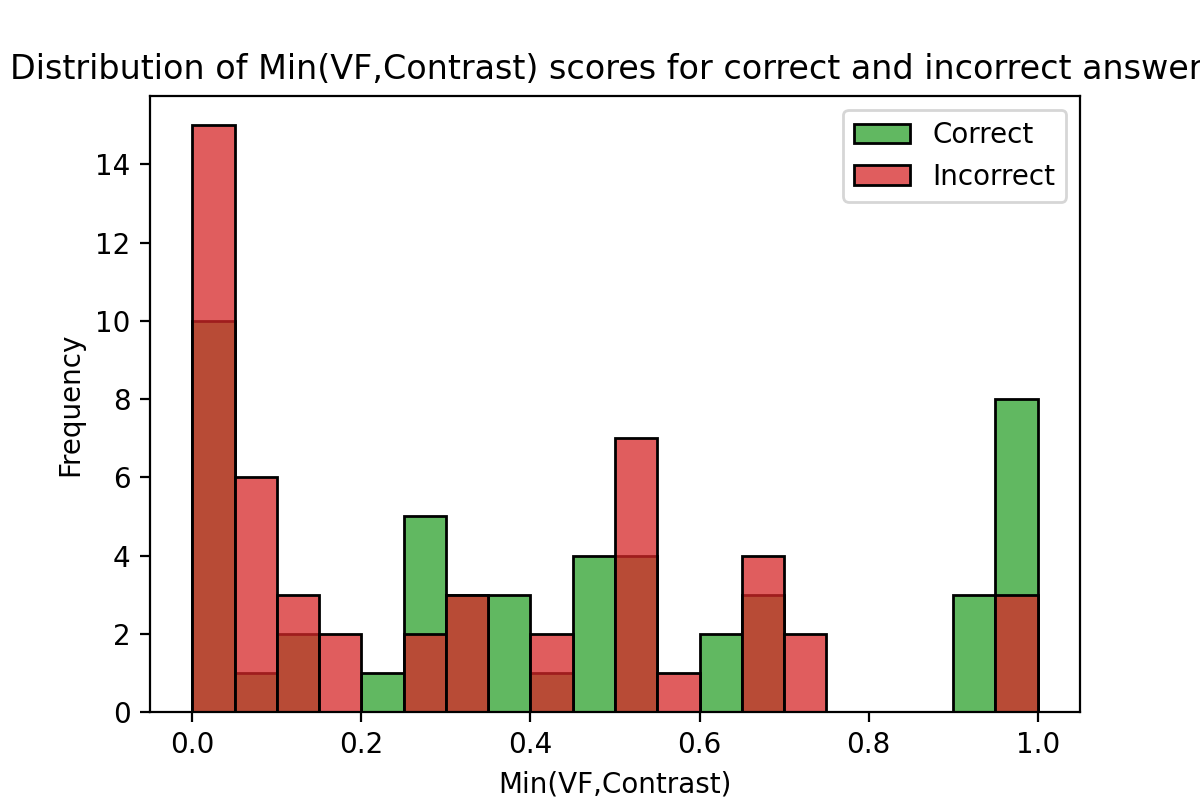 Distribution of Min(VF,Contrast) scores for correct and incorrect answer
Correct
Incorrect
Frequency
14
12
10
8
6
4
2
0
0.0 0.2 0.4 0.6 0.8 1.0
Min(VF,Contrast)